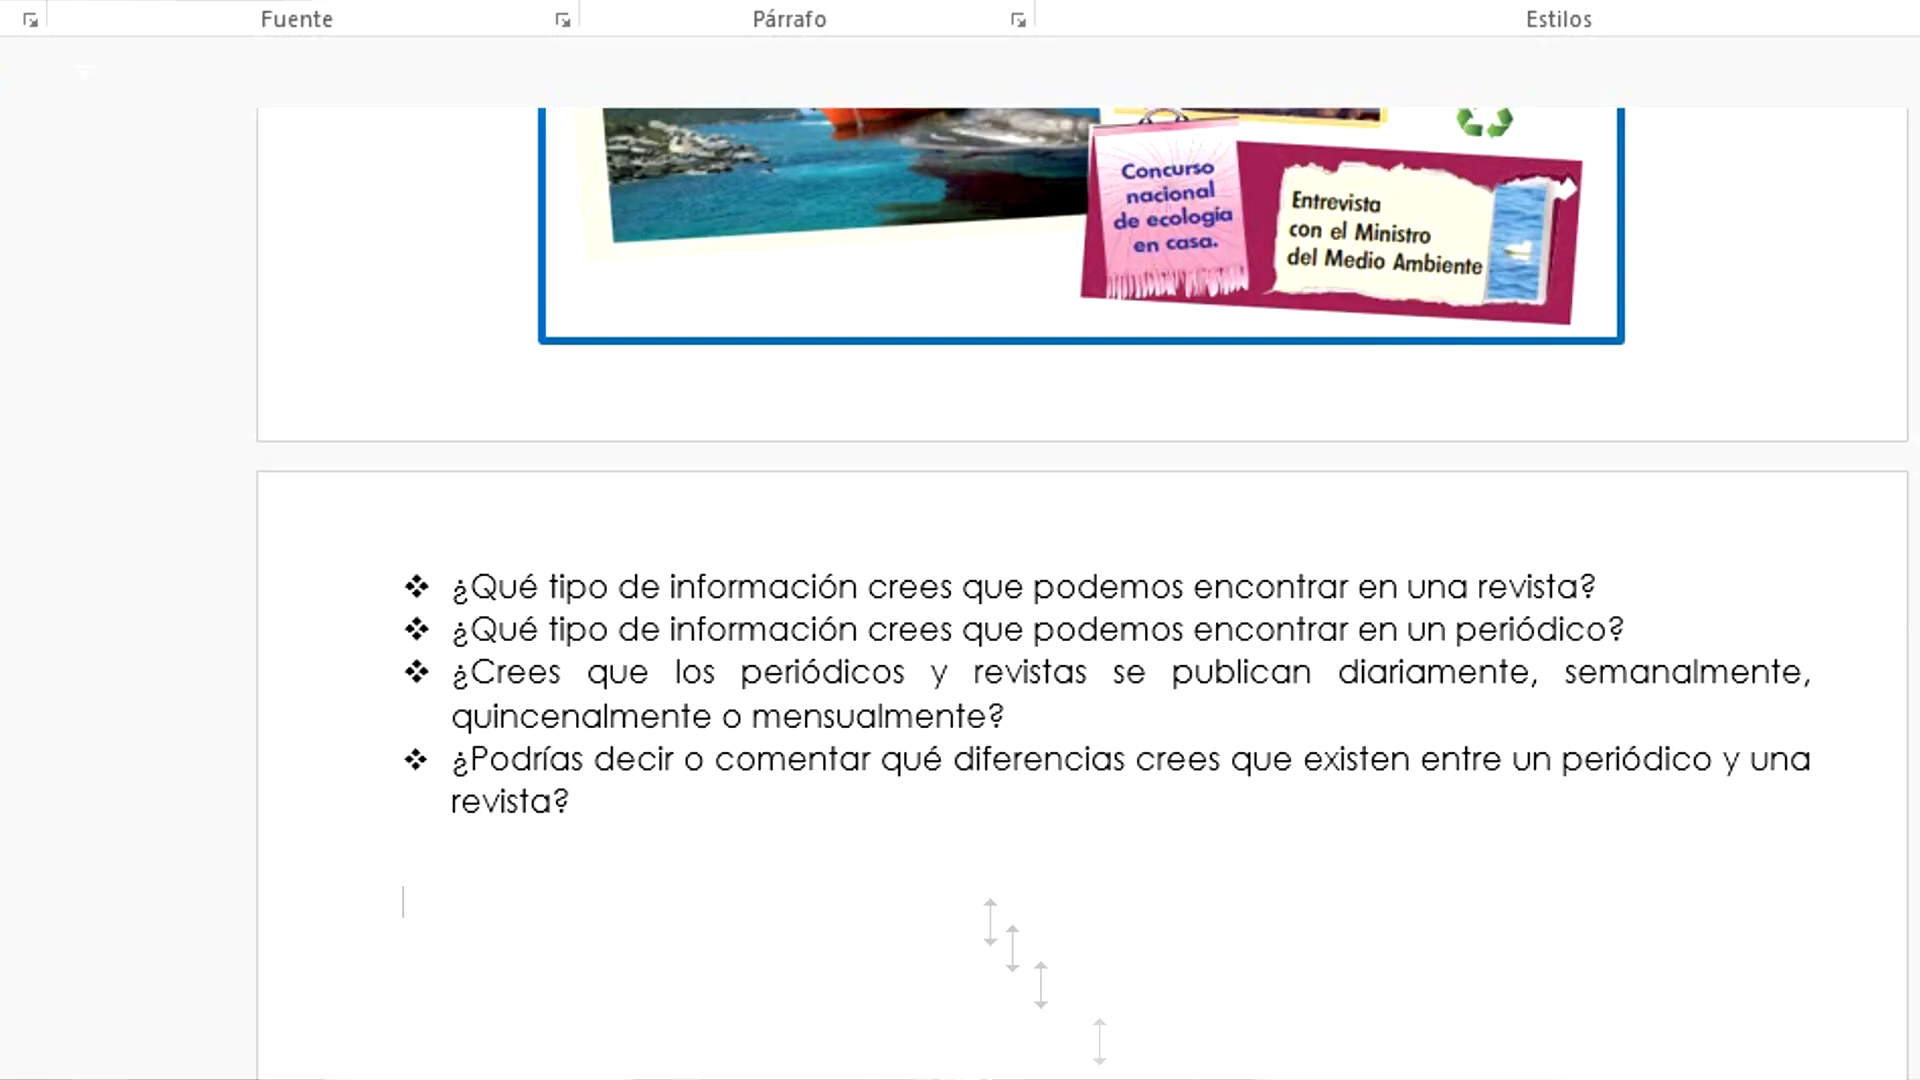 Fuente
Párrafo
Estilos
Concurso
nacional
de ecología
en casa.
Entrevista
con el Ministro
del Medio Ambiente
❖ ¿Qué tipo de información crees que podemos encontrar en una revista?
❖ ¿Qué tipo de información crees que podemos encontrar en un periódico?
❖ ¿Crees que los periódicos y revistas se publican diariamente, semanalmente,
quincenalmente o mensualmente?
❖ ¿Podrías decir o comentar qué diferencias crees que existen entre un periódico y una
revista?